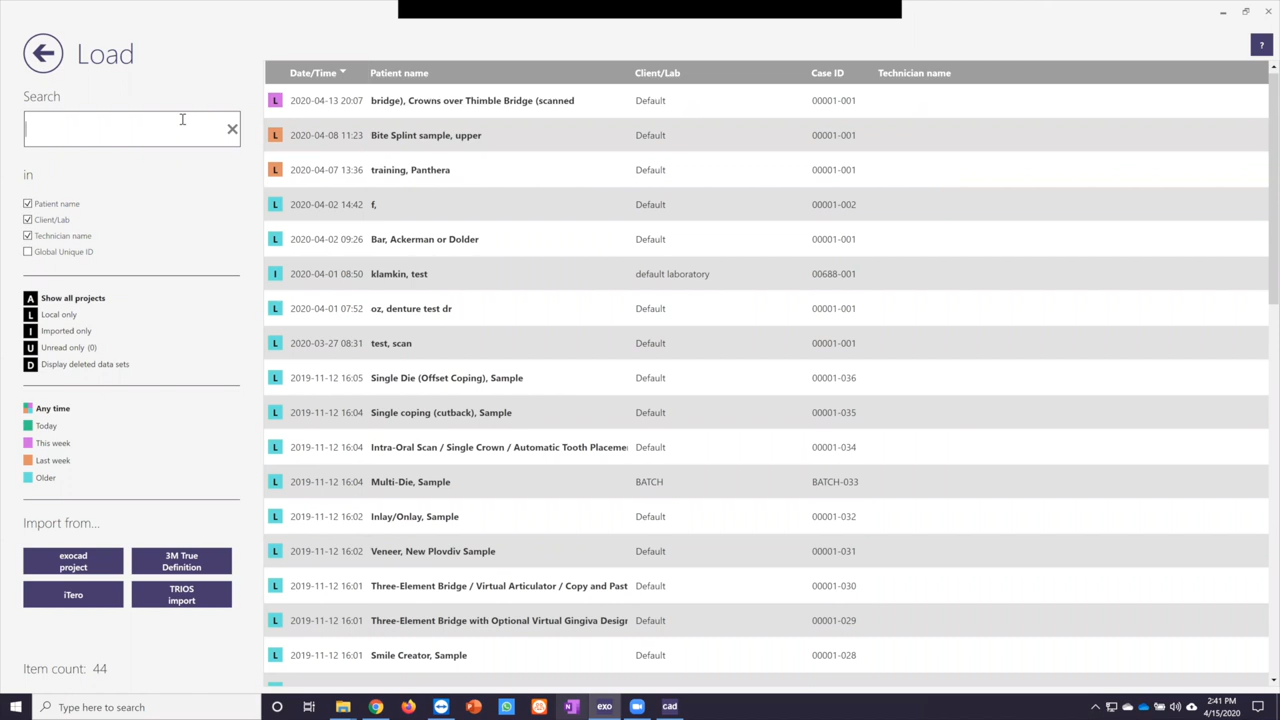 Load
?
Search
in
Patient name
Client/Lab
Technician name
Global Unique ID
A Show all projects
L Local only
I Imported only
U Unread only (0)
D Display deleted data sets
Any time
Today
This week
Last week
Older
Import from...
exocad project
3M True Definition
iTero
TRIOS import
Item count: 44
Date/Time Patient name Client/Lab Case ID Technician name
L 2020-04-13 20:07 bridge), Crowns over Thimble Bridge (scanned Default 00001-001
L 2020-04-08 11:23 Bite Splint sample, upper Default 00001-001
L 2020-04-07 13:36 training, Panthera Default 00001-001
L 2020-04-02 14:42 f, Default 00001-002
L 2020-04-02 09:26 Bar, Ackerman or Dolder Default 00001-001
I 2020-04-01 08:50 klamkin, test default laboratory 00688-001
L 2020-04-01 07:52 oz, denture test dr Default 00001-001
L 2020-03-27 08:31 test, scan Default 00001-001
L 2019-11-12 16:05 Single Die (Offset Coping), Sample Default 00001-036
L 2019-11-12 16:04 Single coping (cutback), Sample Default 00001-035
L 2019-11-12 16:04 Intra-Oral Scan / Single Crown / Automatic Tooth Placemen Default 00001-034
L 2019-11-12 16:04 Multi-Die, Sample BATCH BATCH-033
L 2019-11-12 16:02 Inlay/Onlay, Sample Default 00001-032
L 2019-11-12 16:02 Veneer, New Plovdiv Sample Default 00001-031
L 2019-11-12 16:01 Three-Element Bridge / Virtual Articulator / Copy and Past Default 00001-030
L 2019-11-12 16:01 Three-Element Bridge with Optional Virtual Gingiva Design Default 00001-029
L 2019-11-12 16:01 Smile Creator, Sample Default 00001-028
Type here to search
exo
cad
2:41 PM
4/15/2020